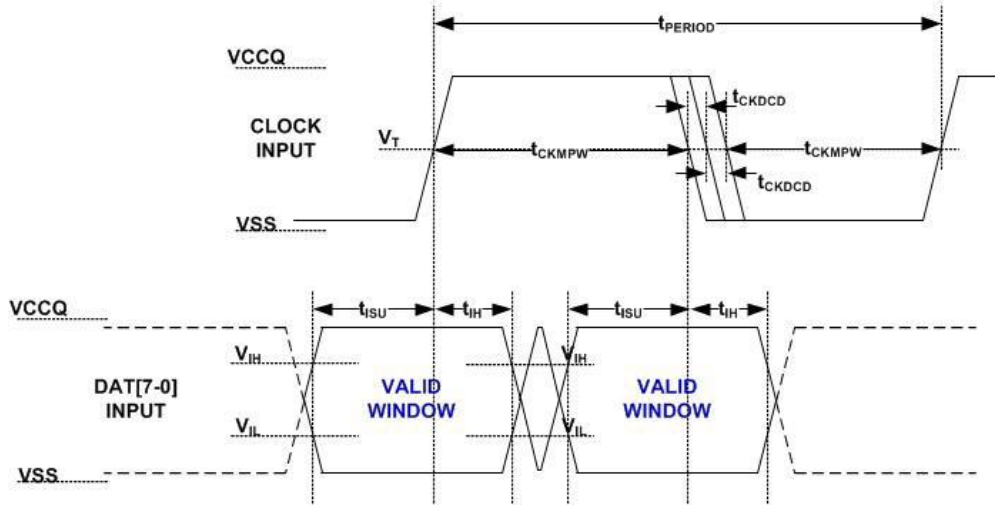 tPERIOD
VCCQ
tCKDCD
CLOCK
INPUT
VT
tCKMPW
tCKMPW
tCKDCD
VSS
VCCQ
tISU
tIH
tISU
tIH
VIH
VIH
DAT[7-0]
INPUT
VALID
WINDOW
VALID
WINDOW
VIL
VIL
VSS